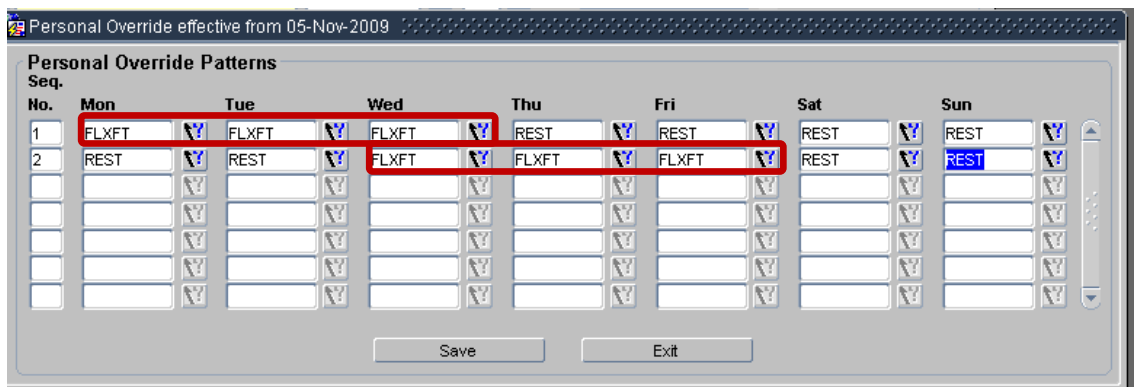 Personal Override effective from 05-Nov-2009
Personal Override Patterns
Seq.
No. Mon Tue Wed Thu Fri Sat Sun
1 FLXFT FLXFT FLXFT REST REST REST REST
2 REST REST FLXFT FLXFT FLXFT REST REST
Save Exit